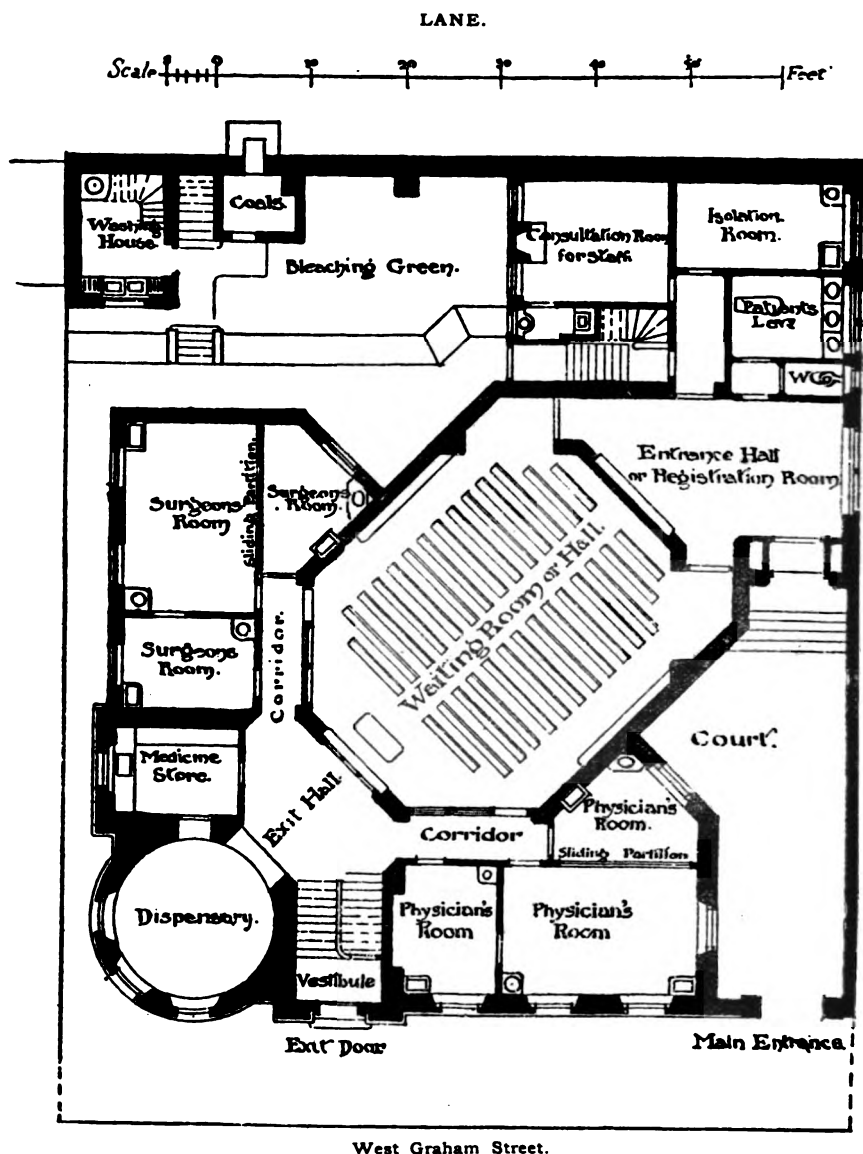 LANE.
Scale 5 0 10 20 30 40 50 Feet
Washing
House.
Coals.
Bleaching Green.
Consultation Room
for Staff.
Isolation
Room.
Patients
Lavs
W.C.
Entrance Hall
or Registration Room
Surgeons
Room
Sliding Partition.
Surgeons
Room.
Surgeons
Room.
Corridor.
Waiting Room or Hall.
Medicine
Store.
Exit Hall.
Court.
Corridor
Physician's
Room.
Sliding Partition
Dispensary.
Physician's
Room
Physician's
Room
Vestibule
Exit Door
Main Entrance
West Graham Street.